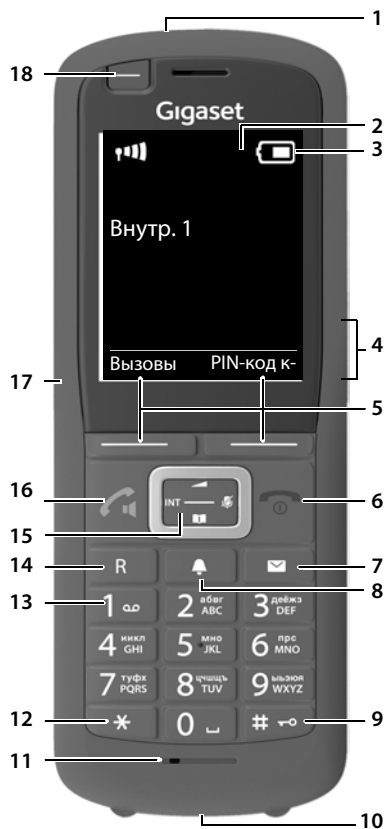 1
18
Gigaset
2
3
Внутр. 1
4
Вызовы PIN-код к-
17
5
16
INT
6
15
14 R 7
8
13 1 2 абвг ABC 3 деёжз DEF
4 ийкл GHI 5 мно JKL 6 прс MNO
7 туфх PQRS 8 цчшщъ TUV 9 ыьэюя WXYZ
12 * 0 # 9
11
10